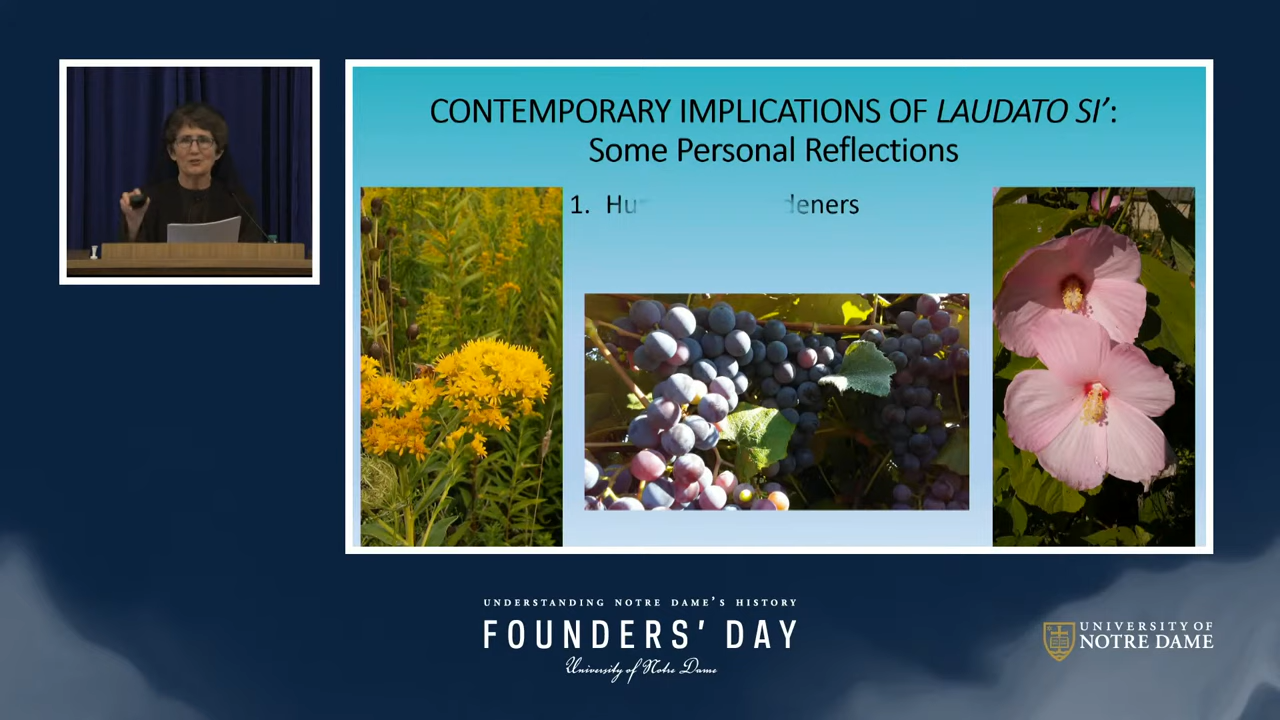 CONTEMPORARY IMPLICATIONS OF LAUDATO SI’:
Some Personal Reflections
1.
UNDERSTANDING NOTRE DAME’S HISTORY
FOUNDERS’ DAY
University of Notre Dame
UNIVERSITY OF
NOTRE DAME